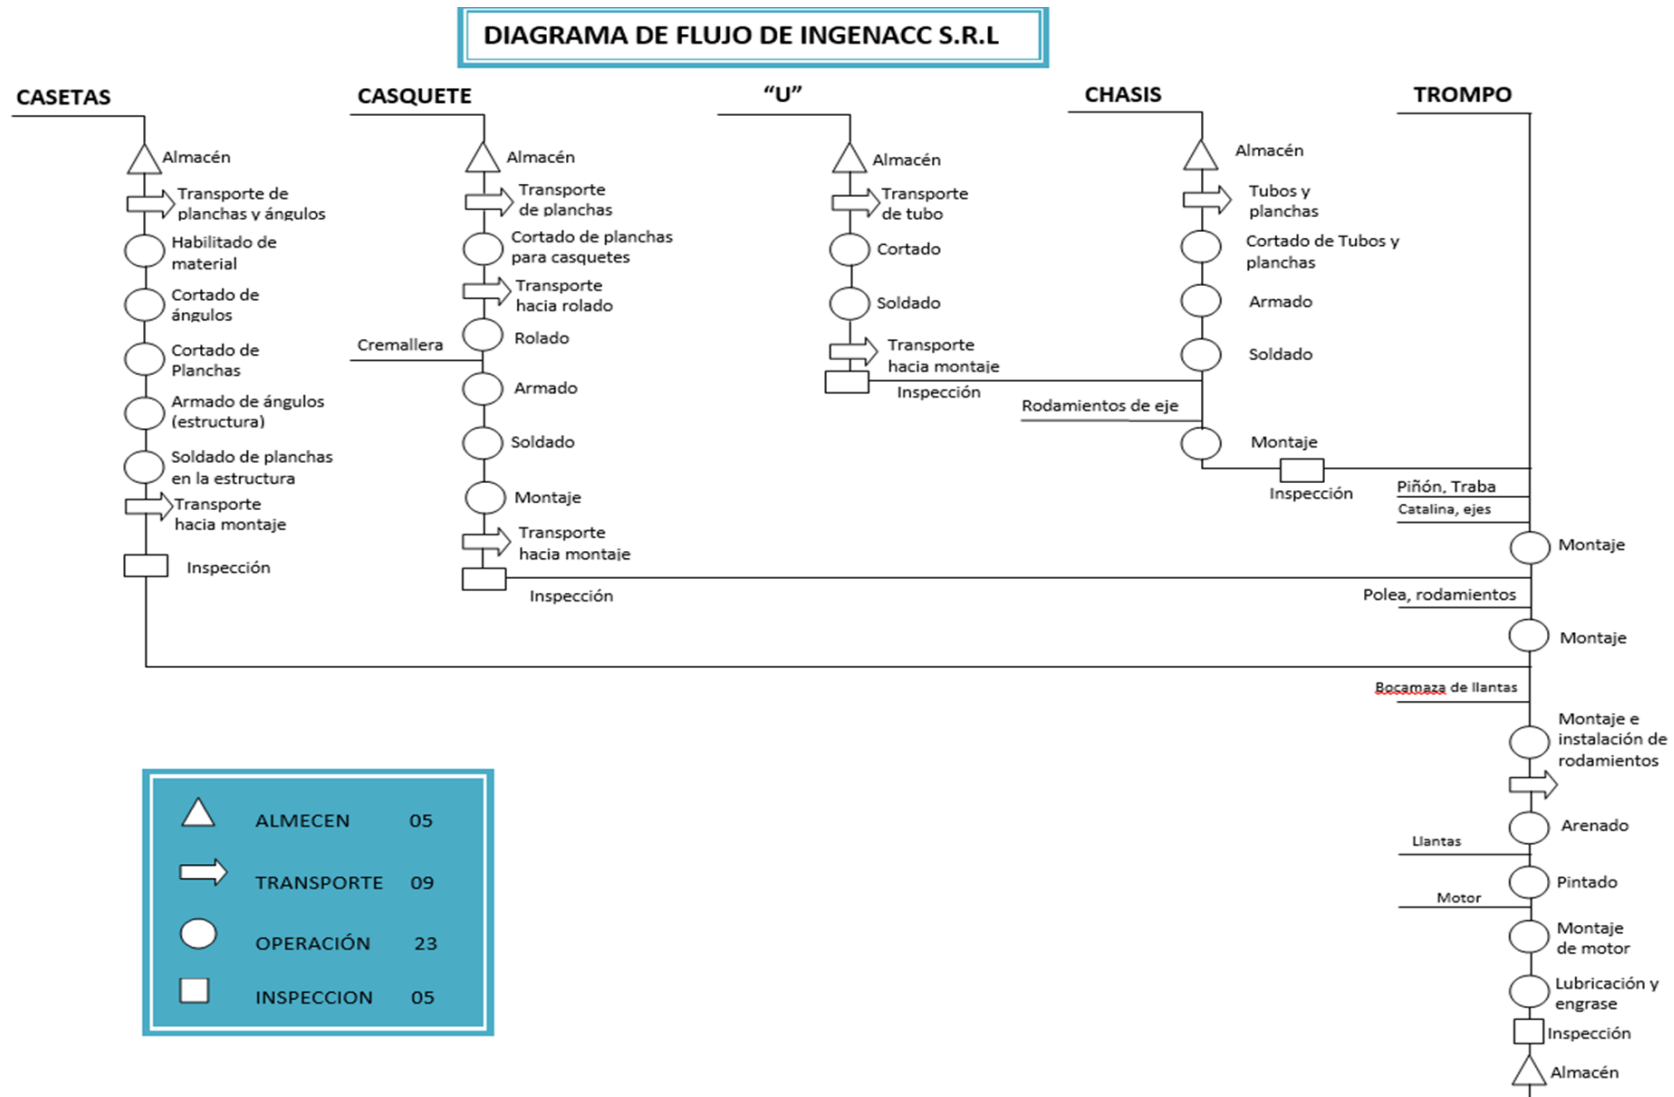 DIAGRAMA DE FLUJO DE INGENACC S.R.L
CASETAS
Almacén
Transporte de
planchas y ángulos
Habilitado de
material
Cortado de
ángulos
Cortado de
Planchas
Armado de ángulos
(estructura)
Soldado de planchas
en la estructura
Transporte
hacia montaje
Inspección
CASQUETE
Almacén
Transporte
de planchas
Cortado de planchas
para casquetes
Transporte
hacia rolado
Rolado
Cremallera
Armado
Soldado
Montaje
Transporte
hacia montaje
Inspección
“U”
Almacén
Transporte
de tubo
Cortado
Soldado
Transporte
hacia montaje
Inspección
CHASIS
Almacén
Tubos y
planchas
Cortado de Tubos y
planchas
Armado
Soldado
Rodamientos de eje
Montaje
Inspección
TROMPO
Piñón, Traba
Catalina, ejes
Montaje
Polea, rodamientos
Montaje
Bocamaza de llantas
Montaje e
instalación de
rodamientos
Arenado
Llantas
Pintado
Motor
Montaje
de motor
Lubricación y
engrase
Inspección
Almacén
ALMECEN 05
TRANSPORTE 09
OPERACIÓN 23
INSPECCION 05